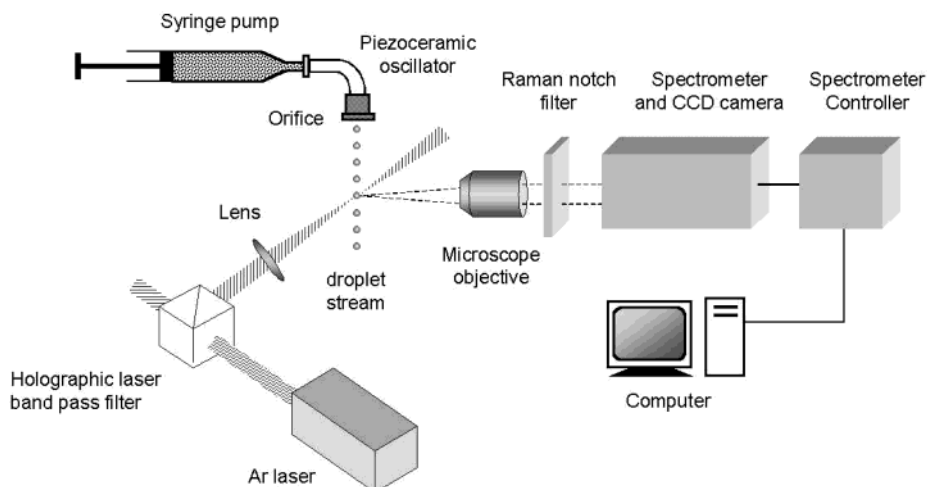 Syringe pump
Piezoceramic
oscillator
Orifice
Raman notch
filter
Spectrometer
and CCD camera
Spectrometer
Controller
Lens
droplet
stream
Microscope
objective
Holographic laser
band pass filter
Computer
Ar laser